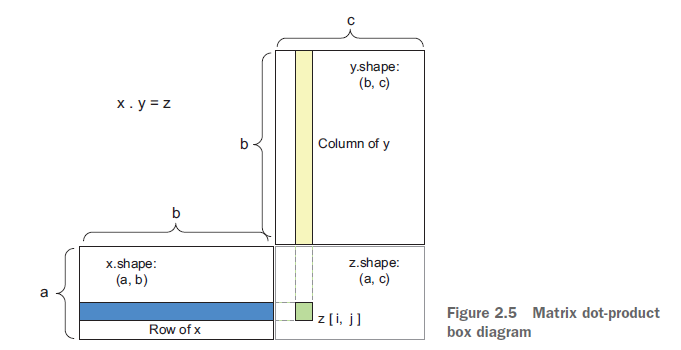 c
y.shape:
(b, c)
x . y = z
b
Column of y
b
x.shape:
(a, b)
z.shape:
(a, c)
a
z [ i, j ]
Row of x
Figure 2.5 Matrix dot-product
box diagram